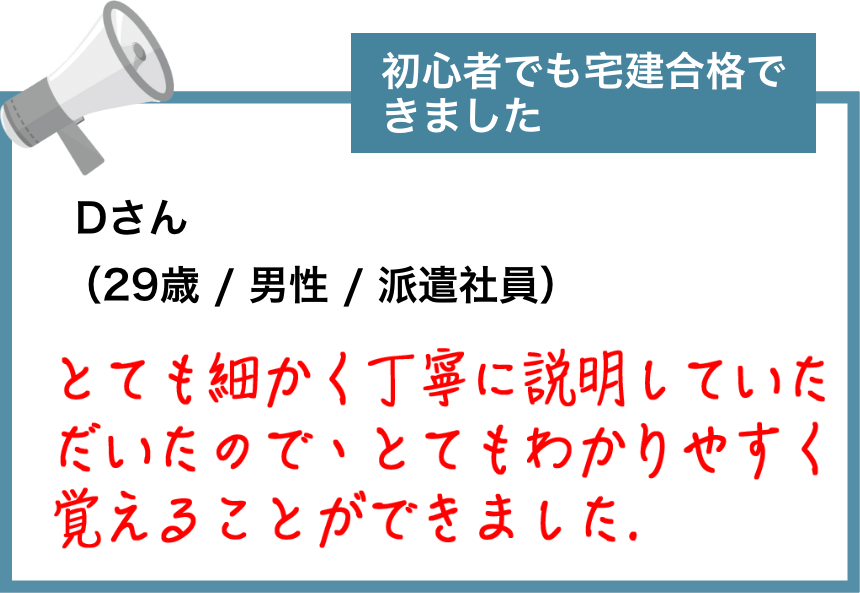 初心者でも宅建合格で
きました
Dさん
（29歳 / 男性 / 派遣社員）
とても細かく丁寧に説明していた
だいたので、とてもわかりやすく
覚えることができました.